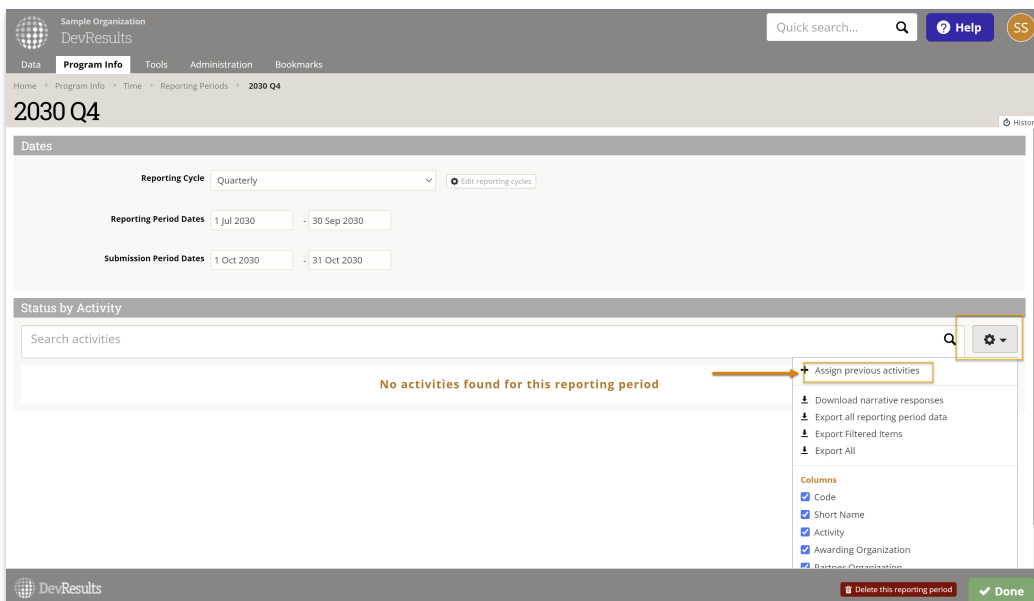 Sample Organization
DevResults
Quick search...
Help
SS
Data Program Info Tools Administration Bookmarks
Home Program Info Time Reporting Periods 2030 Q4
2030 Q4
Histor
Dates
Reporting Cycle Quarterly Edit reporting cycles
Reporting Period Dates 1 Jul 2030 - 30 Sep 2030
Submission Period Dates 1 Oct 2030 - 31 Oct 2030
Status by Activity
Search activities
No activities found for this reporting period
Assign previous activities
Download narrative responses
Export all reporting period data
Export Filtered Items
Export All
Columns
Code
Short Name
Activity
Awarding Organization
Partner Organization
DevResults
Delete this reporting period
Done